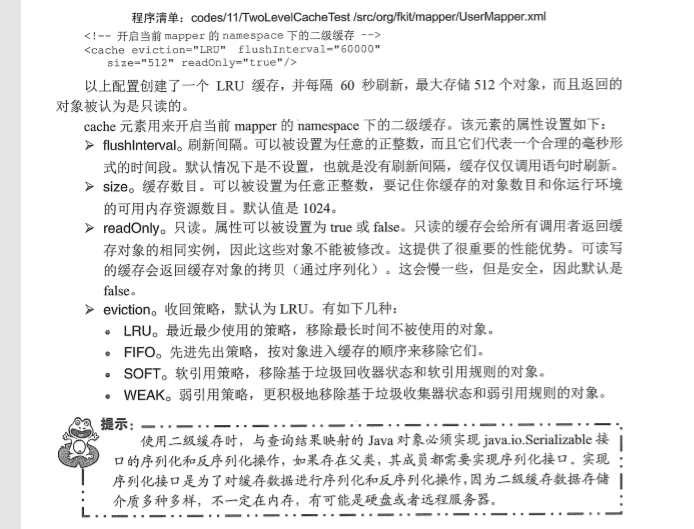 程序清单：codes/11/TwoLevelCacheTest /src/org/fkit/mapper/UserMapper.xml
<!-- 开启当前 mapper 的 namespace 下的二级缓存 -->
<cache eviction="LRU" flushInterval="60000"
size="512" readOnly="true"/>
以上配置创建了一个 LRU 缓存，并每隔 60 秒刷新，最大存储 512 个对象，而且返回的
对象被认为是只读的。
cache 元素用来开启当前 mapper 的 namespace 下的二级缓存。该元素的属性设置如下：
➢ flushInterval。刷新间隔。可以被设置为任意的正整数，而且它们代表一个合理的毫秒形
式的时间段。默认情况下是不设置，也就是没有刷新间隔，缓存仅仅调用语句时刷新。
➢ size。缓存数目。可以被设置为任意正整数，要记住你缓存的对象数目和你运行环境
的可用内存资源数目。默认值是 1024。
➢ readOnly。只读。属性可以被设置为 true 或 false。只读的缓存会给所有调用者返回缓
存对象的相同实例，因此这些对象不能被修改。这提供了很重要的性能优势。可读写
的缓存会返回缓存对象的拷贝（通过序列化）。这会慢一些，但是安全，因此默认是
false。
➢ eviction。收回策略，默认为 LRU。有如下几种：
• LRU。最近最少使用的策略，移除最长时间不被使用的对象。
• FIFO。先进先出策略，按对象进入缓存的顺序来移除它们。
• SOFT。软引用策略，移除基于垃圾回收器状态和软引用规则的对象。
• WEAK。弱引用策略，更积极地移除基于垃圾收集器状态和弱引用规则的对象。
提示：
使用二级缓存时，与查询结果映射的 Java 对象必须实现 java.io.Serializable 接
口的序列化和反序列化操作，如果存在父类，其成员都需要实现序列化接口。实现
序列化接口是为了对缓存数据进行序列化和反序列化操作，因为二级缓存数据存储
介质多种多样，不一定在内存，有可能是硬盘或者远程服务器。